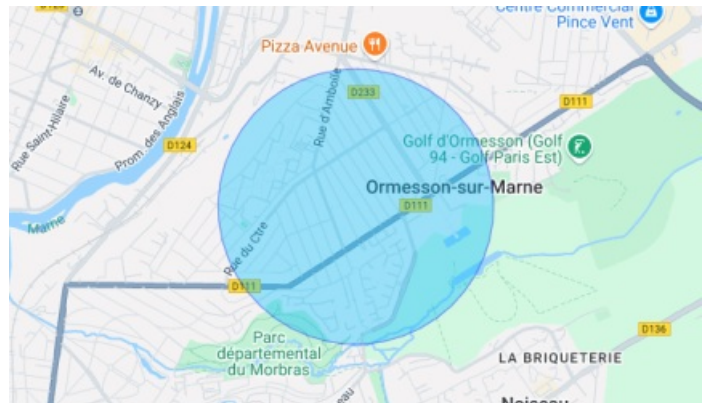 Centre Commercial
Pince Vent
Pizza Avenue
Av. de Chanzy
D233
D111
Rue d'Amboile
Rue Saint-Hilaire
Prom. des Anglais
D124
Golf d'Ormesson (Golf
94 - Golf Paris Est)
Ormesson-sur-Marne
D111
Marne
Rue du Ctre
D111
Parc
départemental
du Morbras
D136
LA BRIQUETERIE
Noiseau